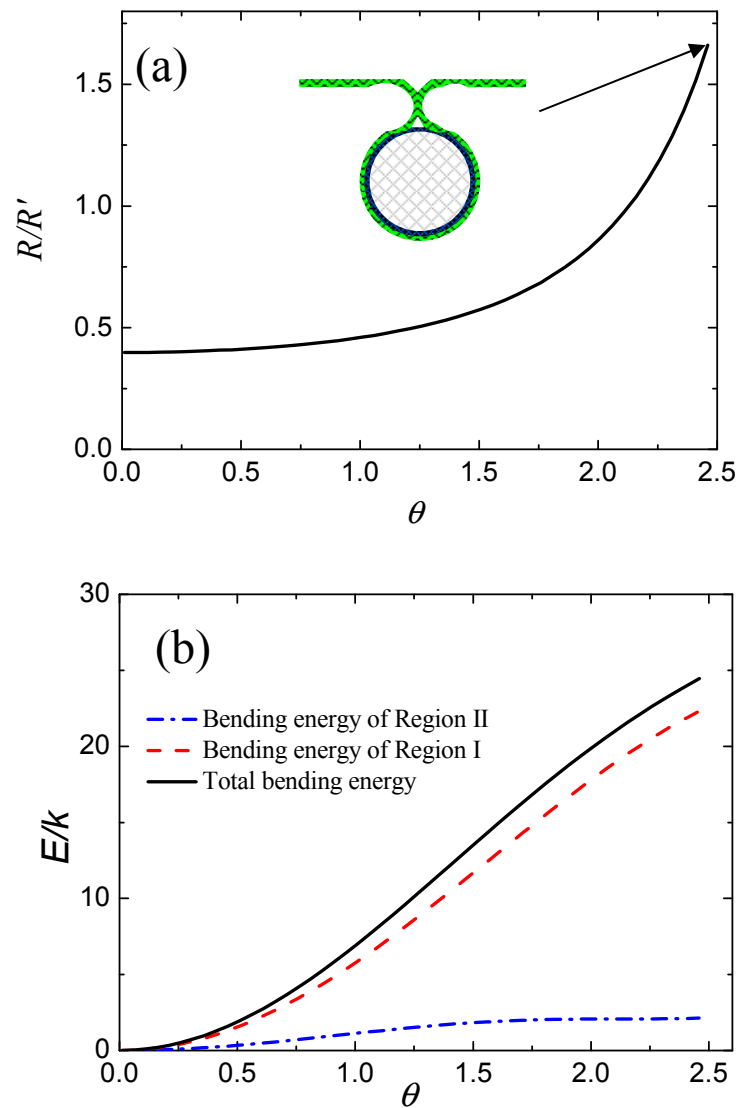 (a)
R/R'
1.5
1.0
0.5
0.0
0.0 0.5 1.0 1.5 2.0 2.5
θ
(b)
E/k
30
20
10
0
Bending energy of Region II
Bending energy of Region I
Total bending energy
0.0 0.5 1.0 1.5 2.0 2.5
θ